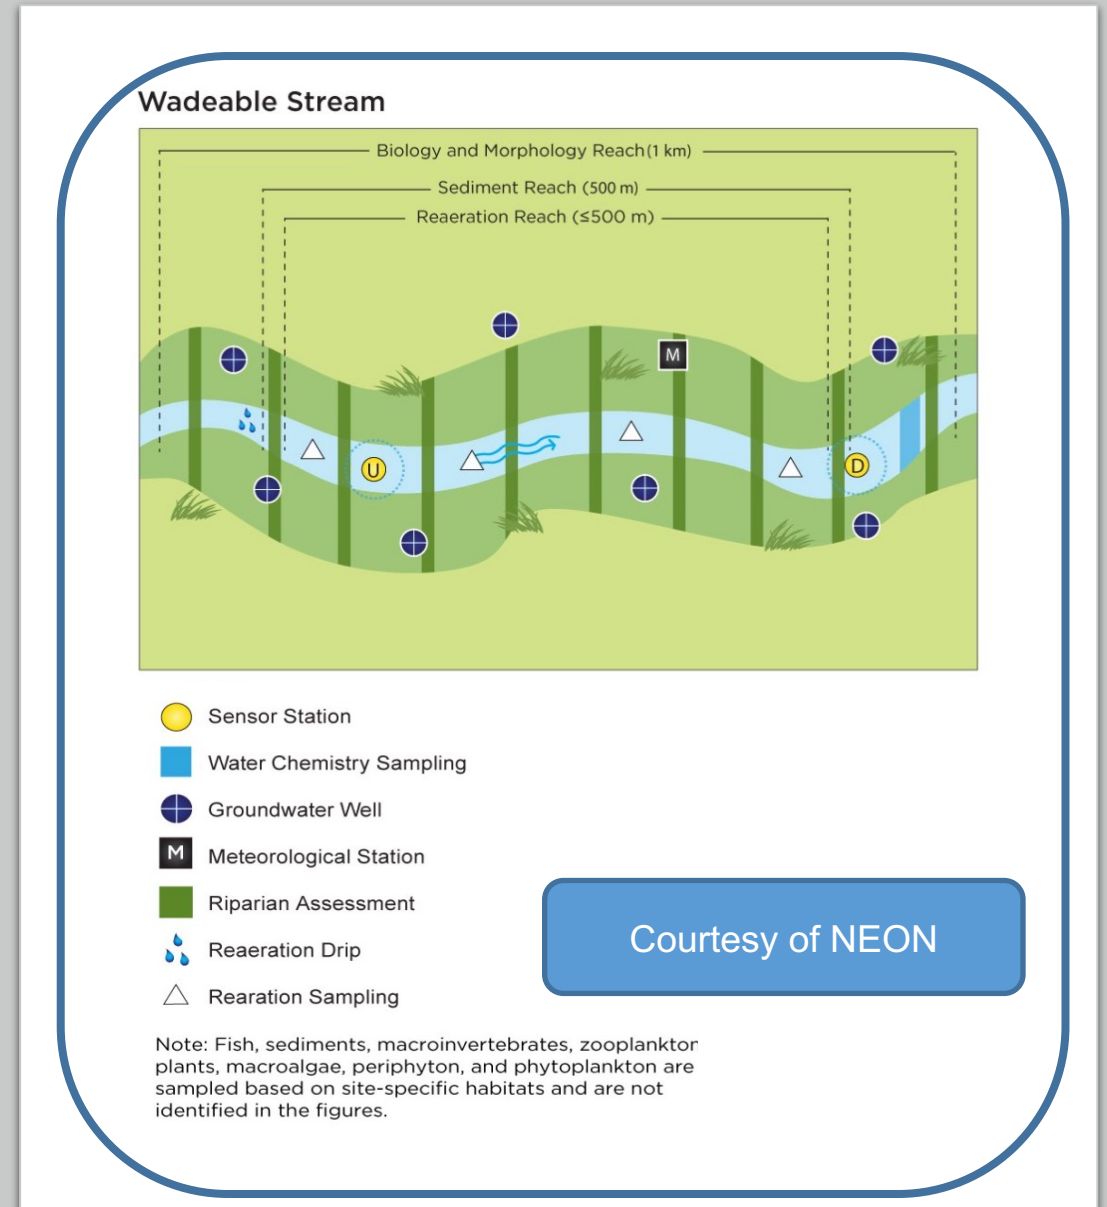 Wadeable Stream
Biology and Morphology Reach(1 km)
Sediment Reach (500 m)
Reaeration Reach (≤500 m)
M
U
D
Sensor Station
Water Chemistry Sampling
Groundwater Well
M Meteorological Station
Riparian Assessment
Reaeration Drip
Rearation Sampling
Courtesy of NEON
Note: Fish, sediments, macroinvertebrates, zooplankton
plants, macroalgae, periphyton, and phytoplankton are
sampled based on site-specific habitats and are not
identified in the figures.